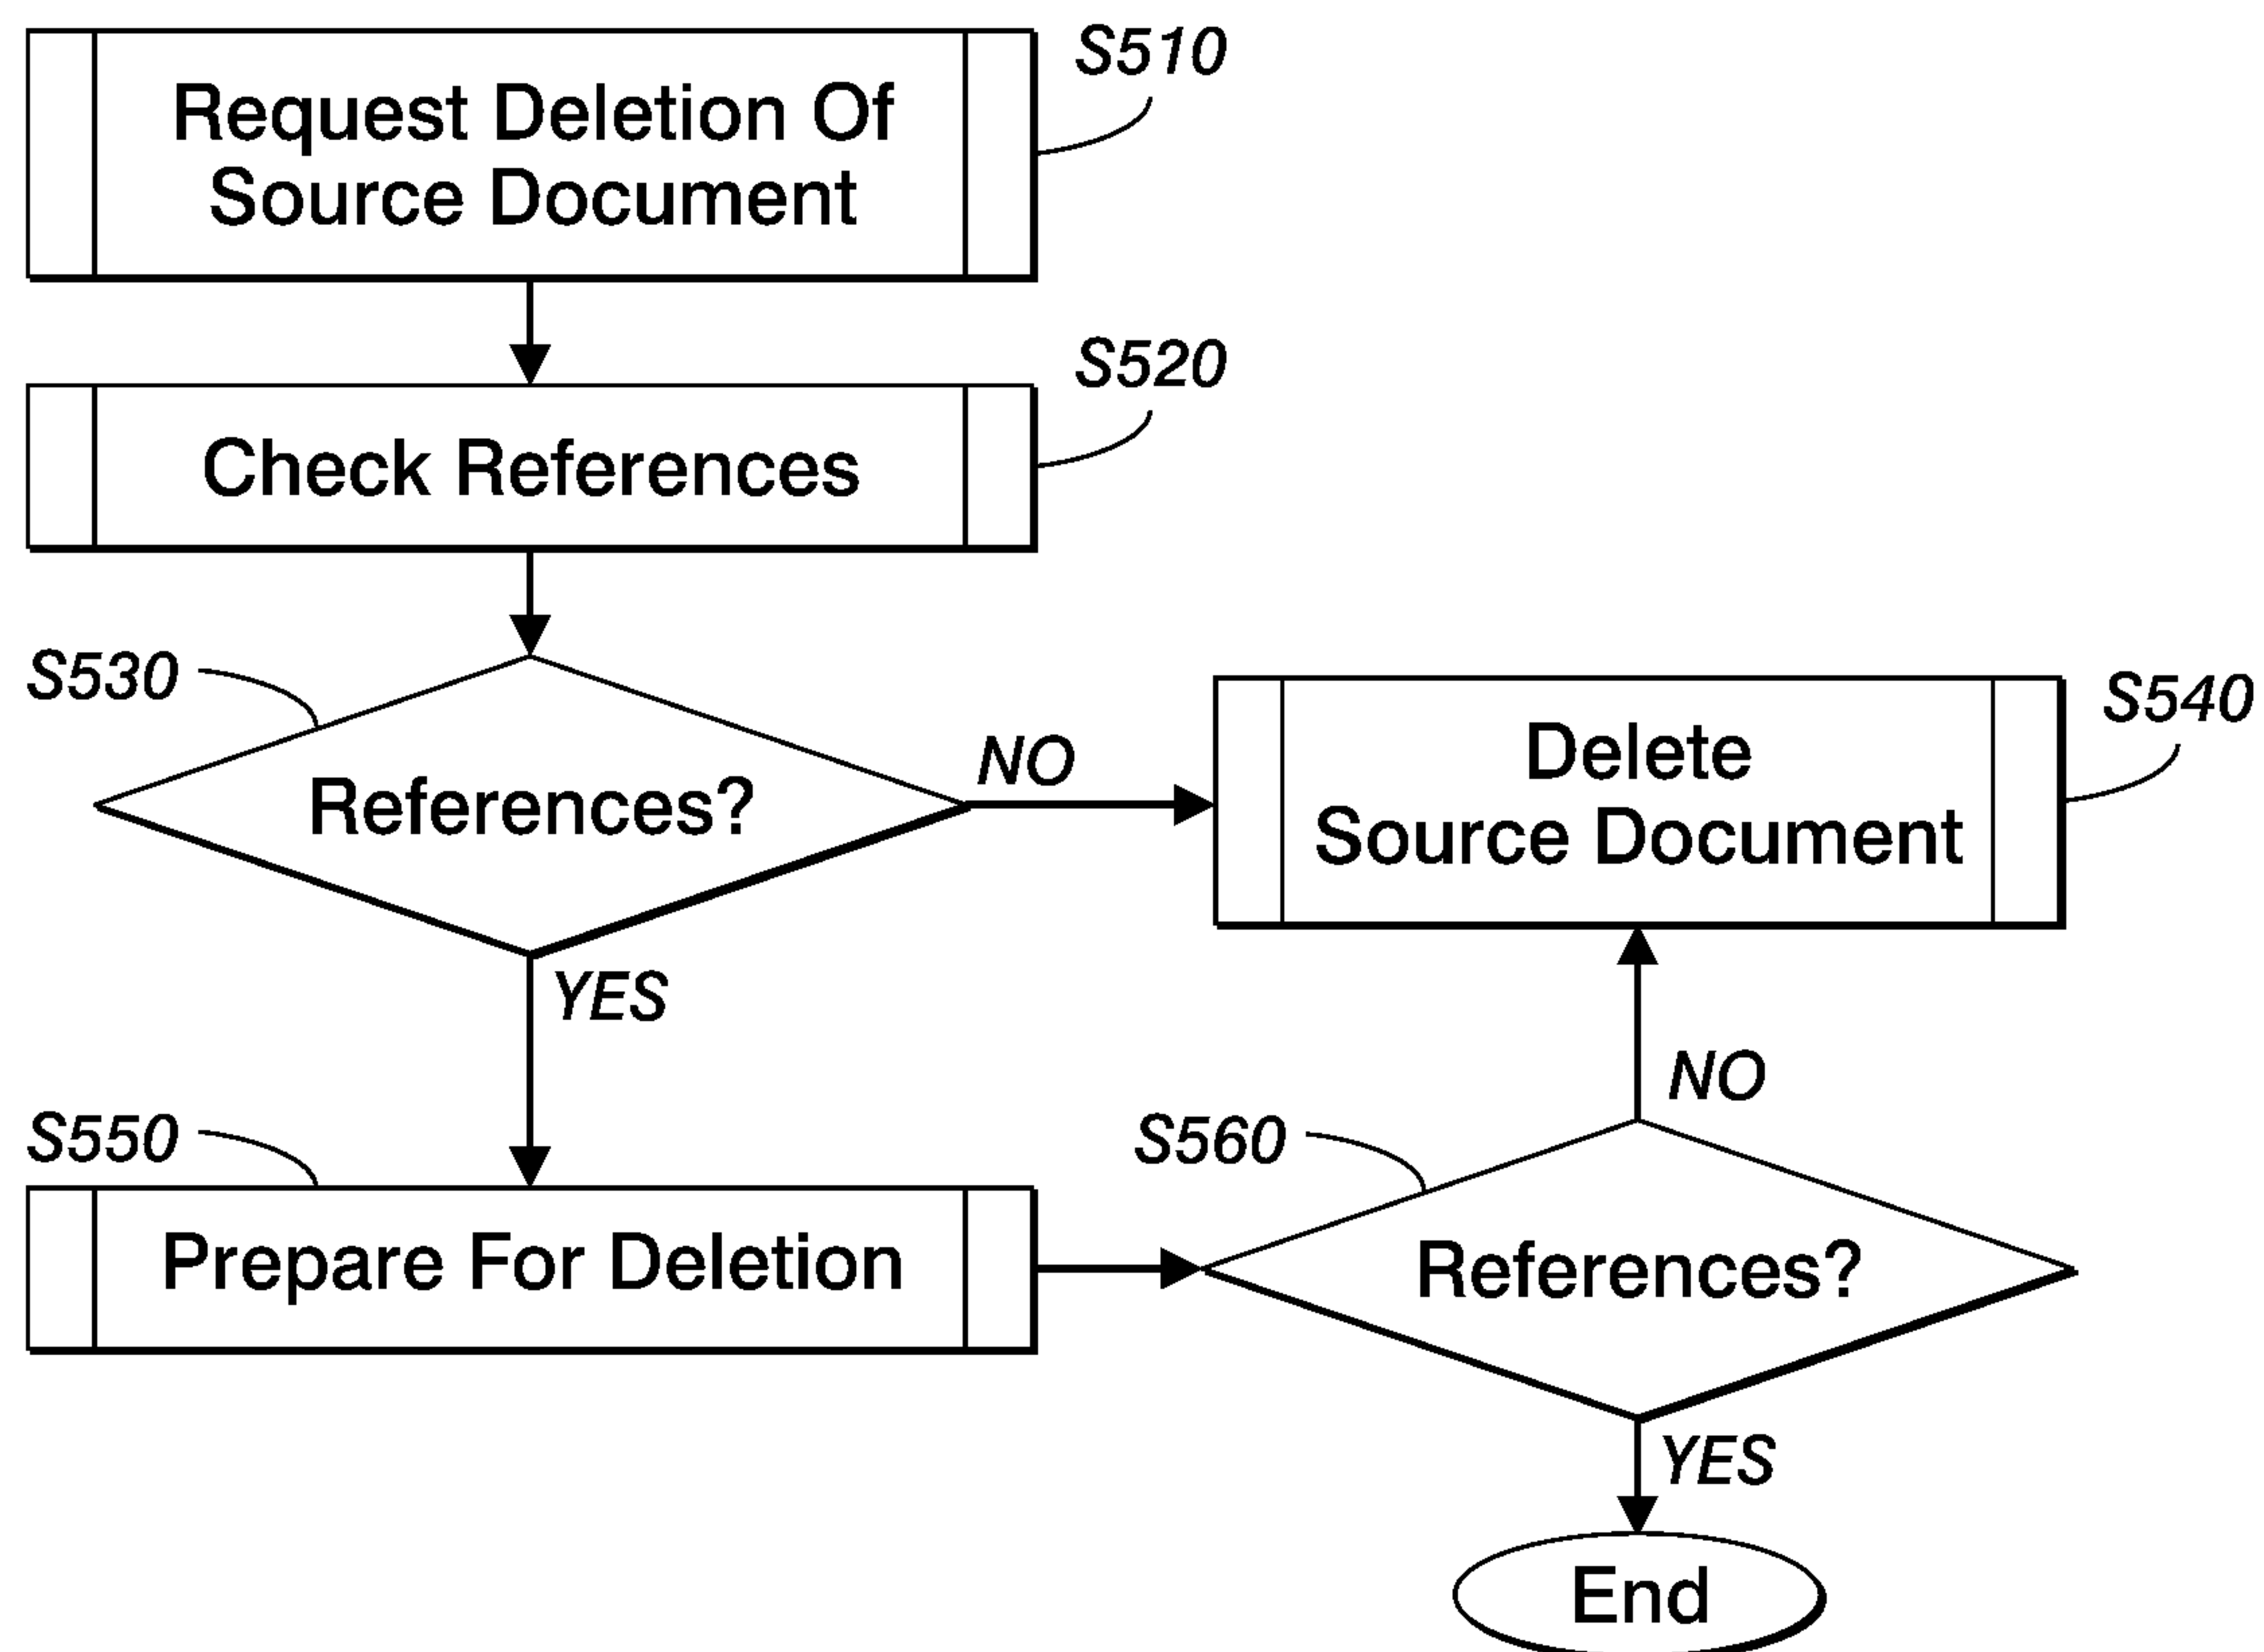 Request Deletion Of
Source Document
S510
Check References
S520
S530
References?
NO
YES
Delete
Source Document
S540
S550
Prepare For Deletion
S560
References?
NO
YES
End